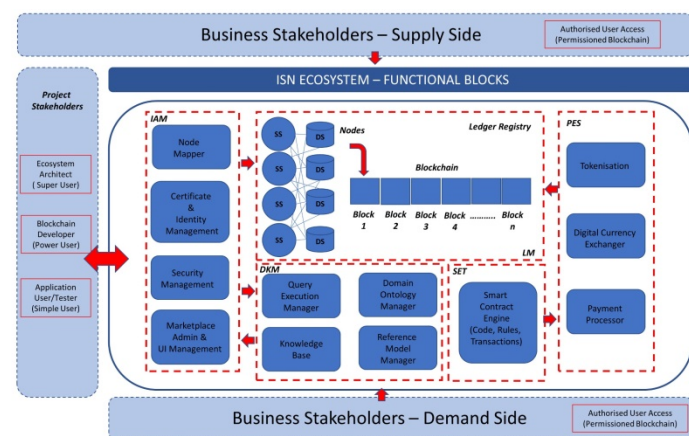 Business Stakeholders – Supply Side
Authorised User Access
(Permissioned Blockchain)
Project
Stakeholders
Ecosystem
Architect
( Super User)
Blockchain
Developer
(Power User)
Application
User/Tester
(Simple User)
ISN ECOSYSTEM – FUNCTIONAL BLOCKS
IAM
Node
Mapper
Certificate
&
Identity
Management
Security
Management
Marketplace
Admin &
UI Management
SS
DS
SS
DS
SS
DS
SS
DS
Nodes
Ledger Registry
Blockchain
Block
1
Block
2
Block
3
Block
4
...........
Block
n
LM
DKM
Query
Execution
Manager
Domain
Ontology
Manager
Knowledge
Base
Reference
Model
Manager
SET
Smart
Contract
Engine
(Code, Rules,
Transactions)
PES
Tokenisation
Digital Currency
Exchanger
Payment
Processor
Business Stakeholders – Demand Side
Authorised User Access
(Permissioned Blockchain)